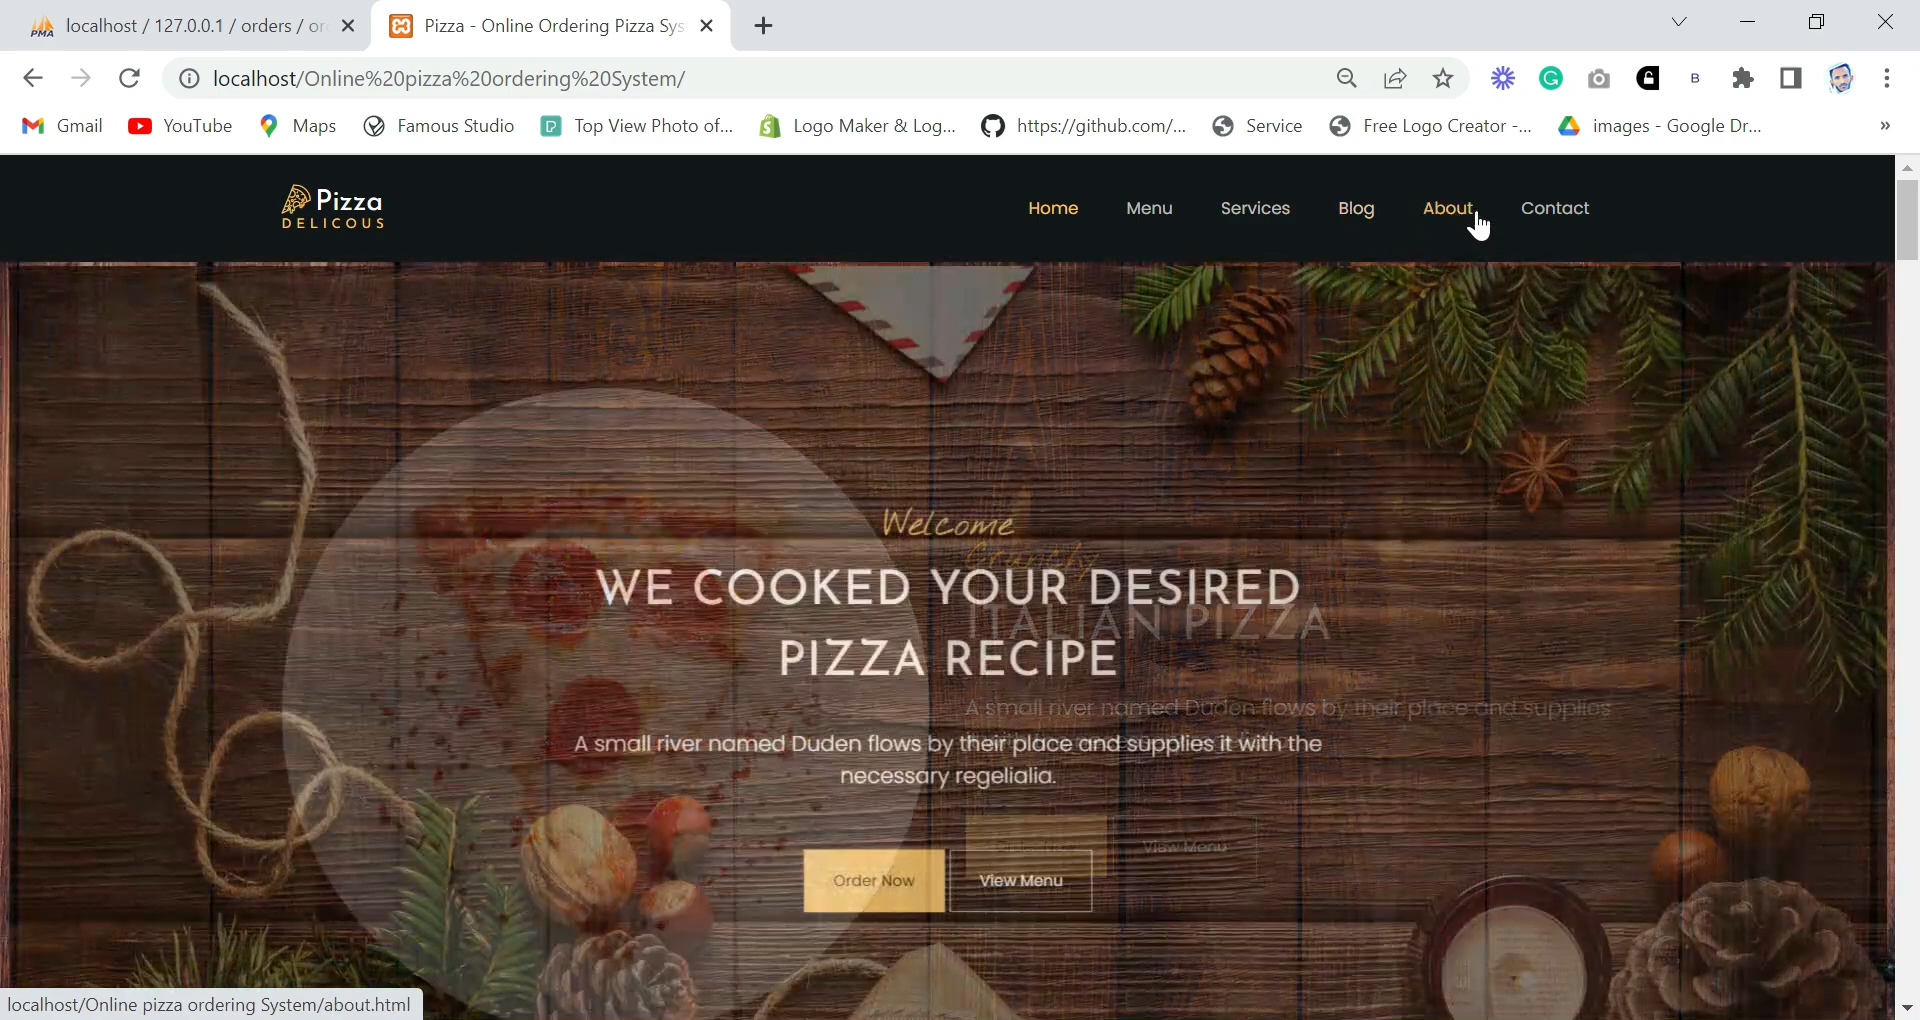 localhost / 127.0.0.1 / orders / or
Pizza - Online Ordering Pizza Sys
localhost/Online%20pizza%20ordering%20System/
B
Gmail
YouTube
Maps
Famous Studio
Top View Photo of...
Logo Maker & Log...
https://github.com/...
Service
Free Logo Creator -...
images - Google Dr...
»
Pizza
DELICOUS
Home
Menu
Services
Blog
About
Contact
Welcome
Crunchy
WE COOKED YOUR DESIRED
ITALIAN PIZZA
PIZZA RECIPE
A small river named Duden flows by their place and supplies
A small river named Duden flows by their place and supplies it with the
necessary regelialia.
View Menu
Order Now
View Menu
localhost/Online pizza ordering System/about.html